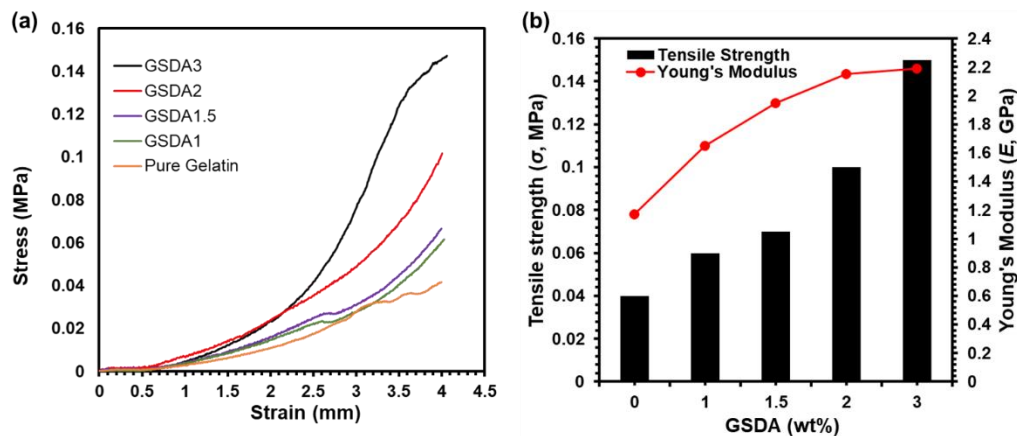 (a)
0.16
0.14
0.12
0.1
0.08
0.06
0.04
0.02
0
Stress (MPa)
GSDA3
GSDA2
GSDA1.5
GSDA1
Pure Gelatin
0 0.5 1 1.5 2 2.5 3 3.5 4 4.5
Strain (mm)
(b)
0.16
0.14
0.12
0.1
0.08
0.06
0.04
0.02
0
Tensile strength (σ, MPa)
Tensile Strength
Young's Modulus
2.4
2.2
2
1.8
1.6
1.4
1.2
1
0.8
0.6
0.4
0.2
0
Young's Modulus (E, GPa)
0 1 1.5 2 3
GSDA (wt%)